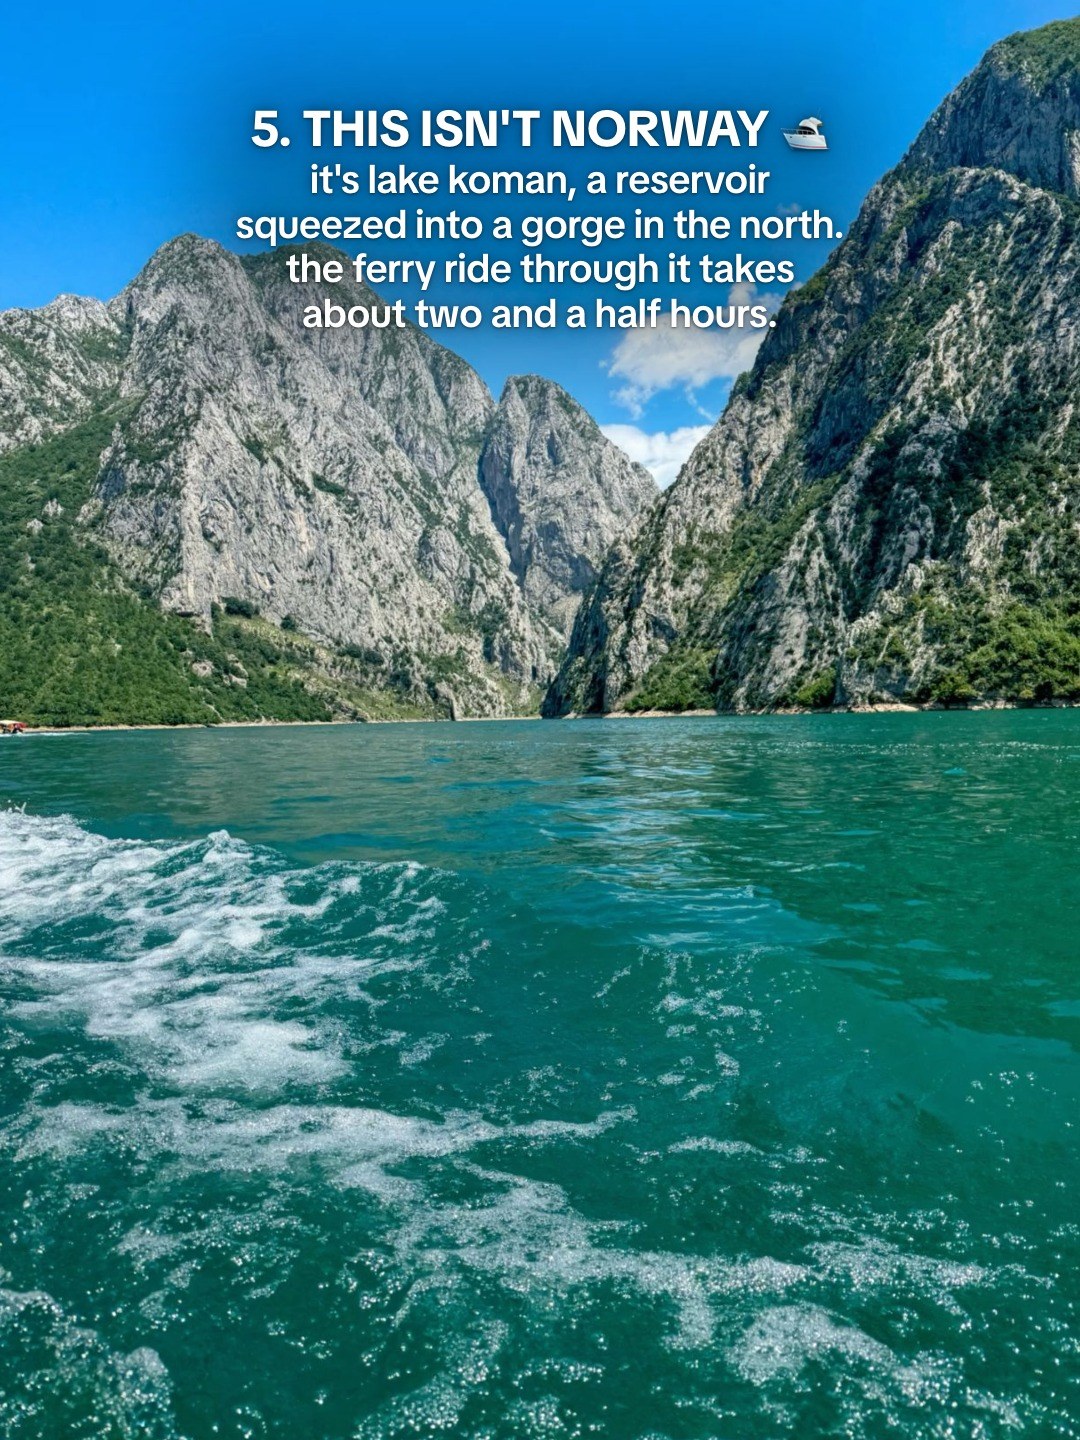 5. THIS ISN'T NORWAY 🛥️
it's lake koman, a reservoir
squeezed into a gorge in the north.
the ferry ride through it takes
about two and a half hours.